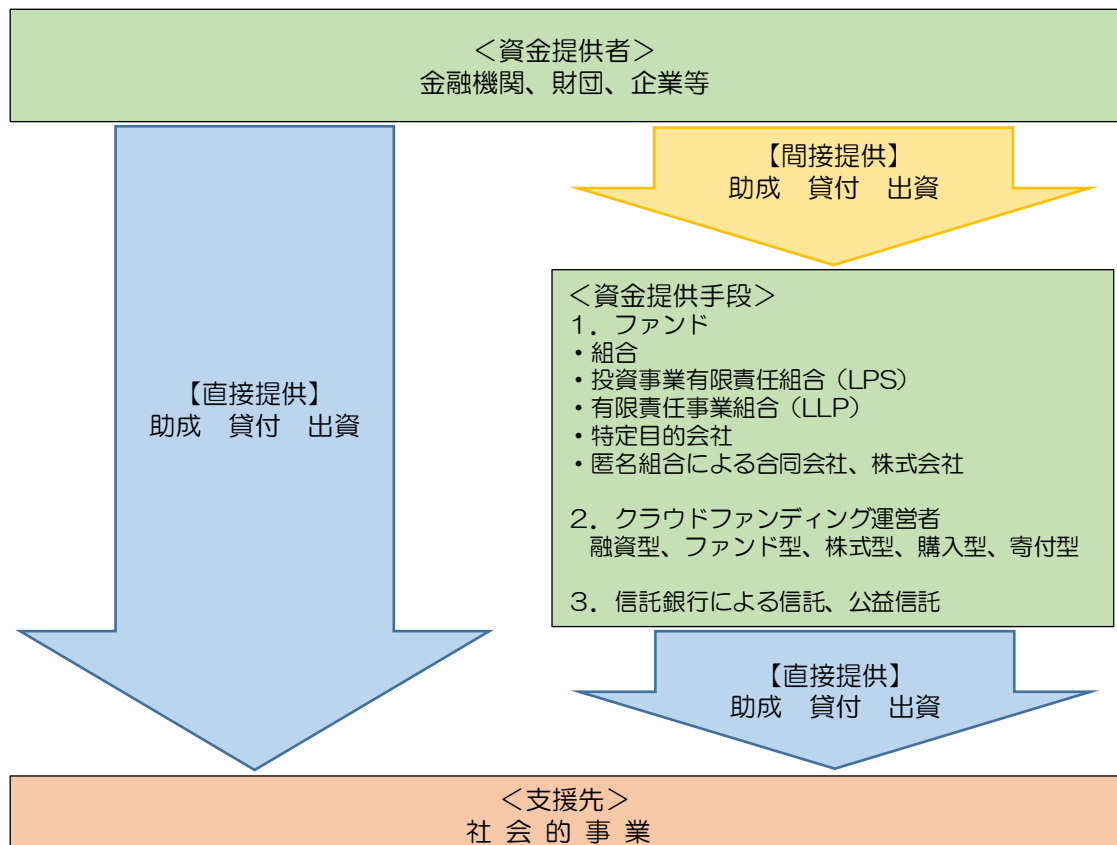 ＜資金提供者＞
金融機関、財団、企業等
【直接提供】
助成　貸付　出資
【間接提供】
助成　貸付　出資
＜資金提供手段＞
１．ファンド
・組合
・投資事業有限責任組合（LPS）
・有限責任事業組合（LLP）
・特定目的会社
・匿名組合による合同会社、株式会社
２．クラウドファンディング運営者
融資型、ファンド型、株式型、購入型、寄付型
３．信託銀行による信託、公益信託
【直接提供】
助成　貸付　出資
＜支援先＞
社 会 的 事 業